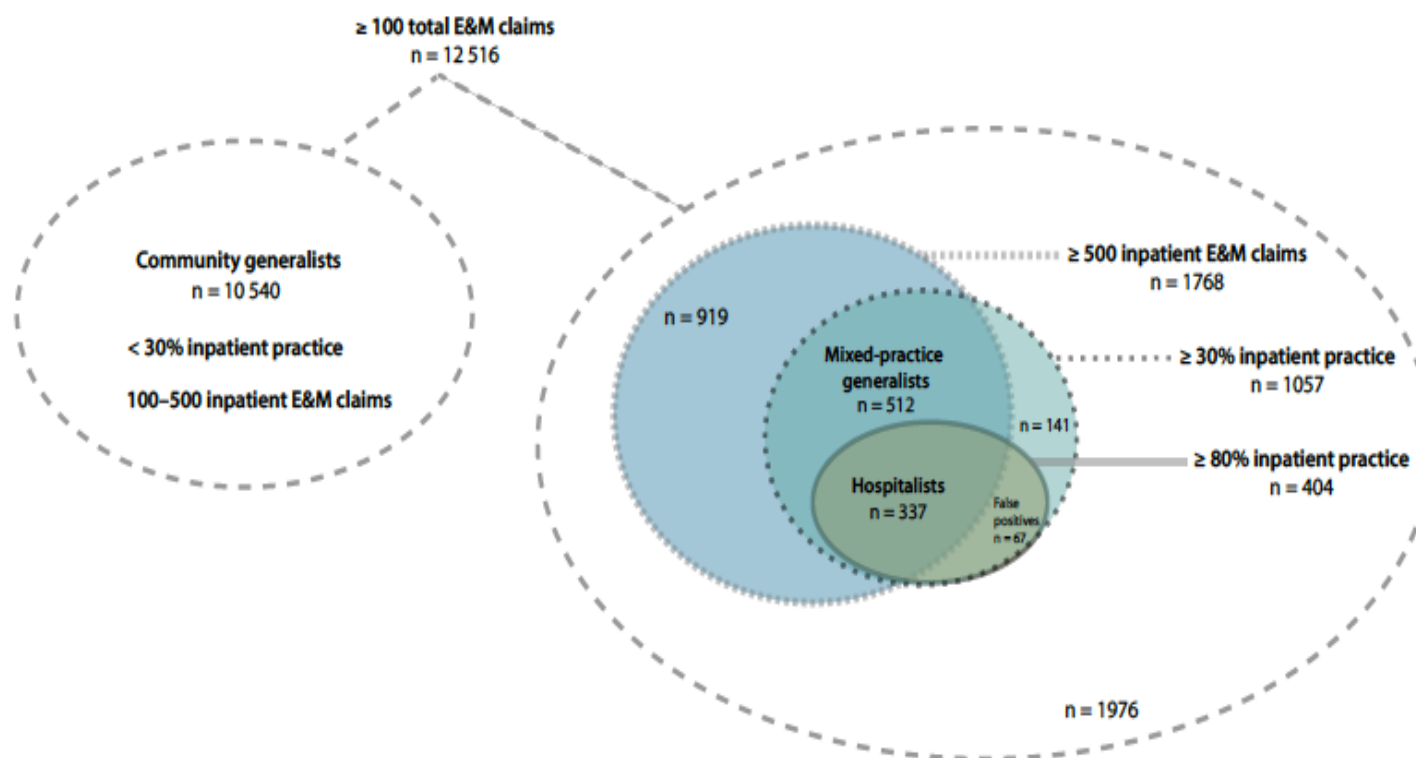 ≥ 100 total E&M claims
n = 12 516
Community generalists
n = 10 540
< 30% inpatient practice
100–500 inpatient E&M claims
≥ 500 inpatient E&M claims
n = 1768
n = 919
Mixed-practice
generalists
n = 512
≥ 30% inpatient practice
n = 1057
n = 141
≥ 80% inpatient practice
n = 404
Hospitalists
n = 337
False
positives
n = 67
n = 1976